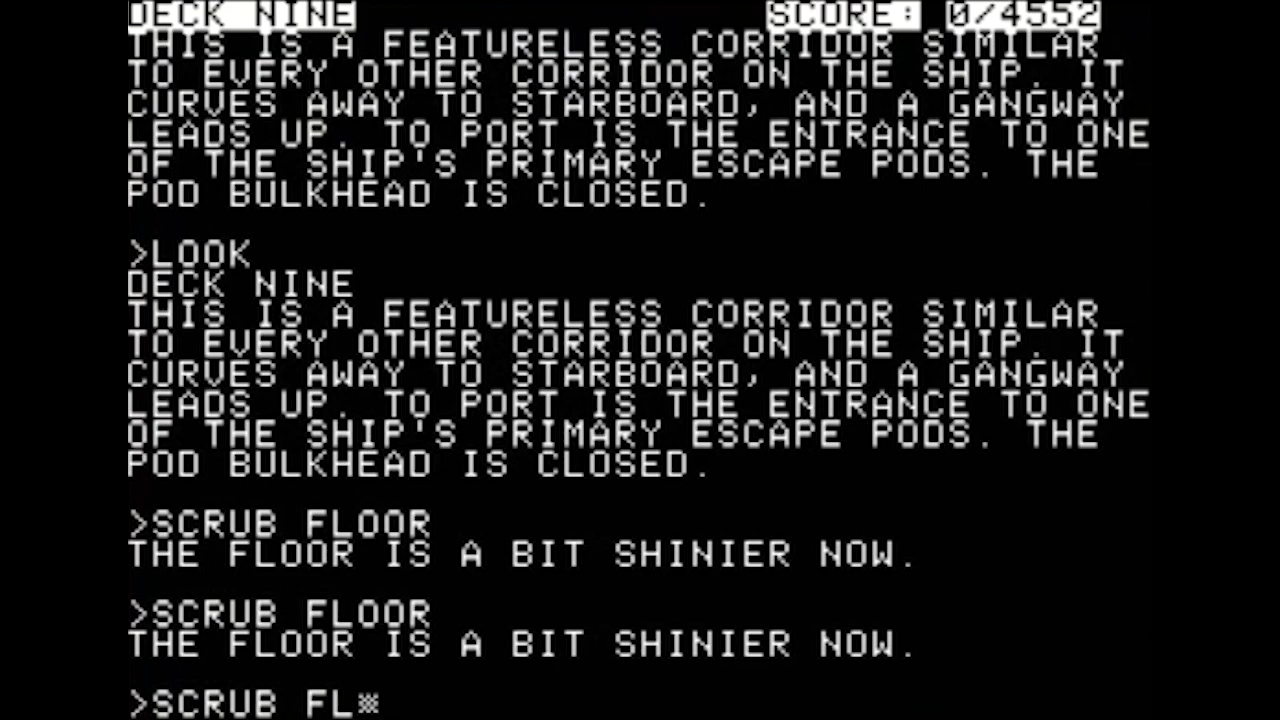 DECK NINE SCORE: 0/4552
THIS IS A FEATURELESS CORRIDOR SIMILAR
TO EVERY OTHER CORRIDOR ON THE SHIP. IT
CURVES AWAY TO STARBOARD, AND A GANGWAY
LEADS UP. TO PORT IS THE ENTRANCE TO ONE
OF THE SHIP'S PRIMARY ESCAPE PODS. THE
POD BULKHEAD IS CLOSED.
>LOOK
DECK NINE
THIS IS A FEATURELESS CORRIDOR SIMILAR
TO EVERY OTHER CORRIDOR ON THE SHIP. IT
CURVES AWAY TO STARBOARD, AND A GANGWAY
LEADS UP. TO PORT IS THE ENTRANCE TO ONE
OF THE SHIP'S PRIMARY ESCAPE PODS. THE
POD BULKHEAD IS CLOSED.
>SCRUB FLOOR
THE FLOOR IS A BIT SHINIER NOW.
>SCRUB FLOOR
THE FLOOR IS A BIT SHINIER NOW.
>SCRUB FL